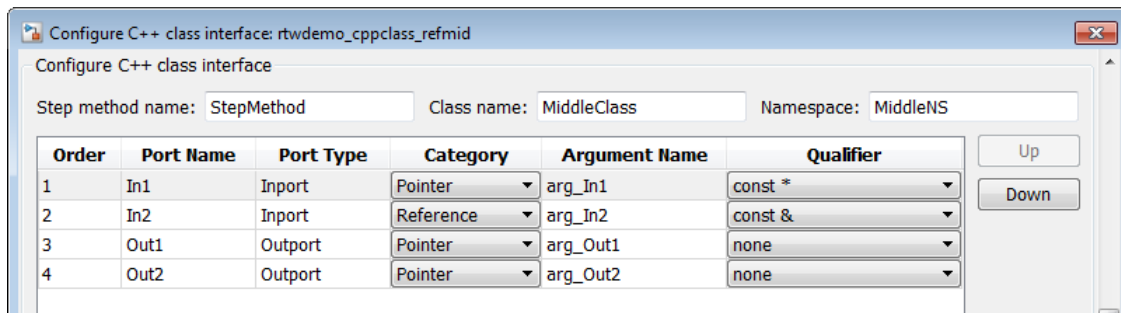 Configure C++ class interface: rtwdemo_cppclass_refmid
Configure C++ class interface
Step method name: StepMethod Class name: MiddleClass Namespace: MiddleNS
Order Port Name Port Type Category Argument Name Qualifier Up
1 In1 Inport Pointer arg_In1 const * Down
2 In2 Inport Reference arg_In2 const &
3 Out1 Outport Pointer arg_Out1 none
4 Out2 Outport Pointer arg_Out2 none